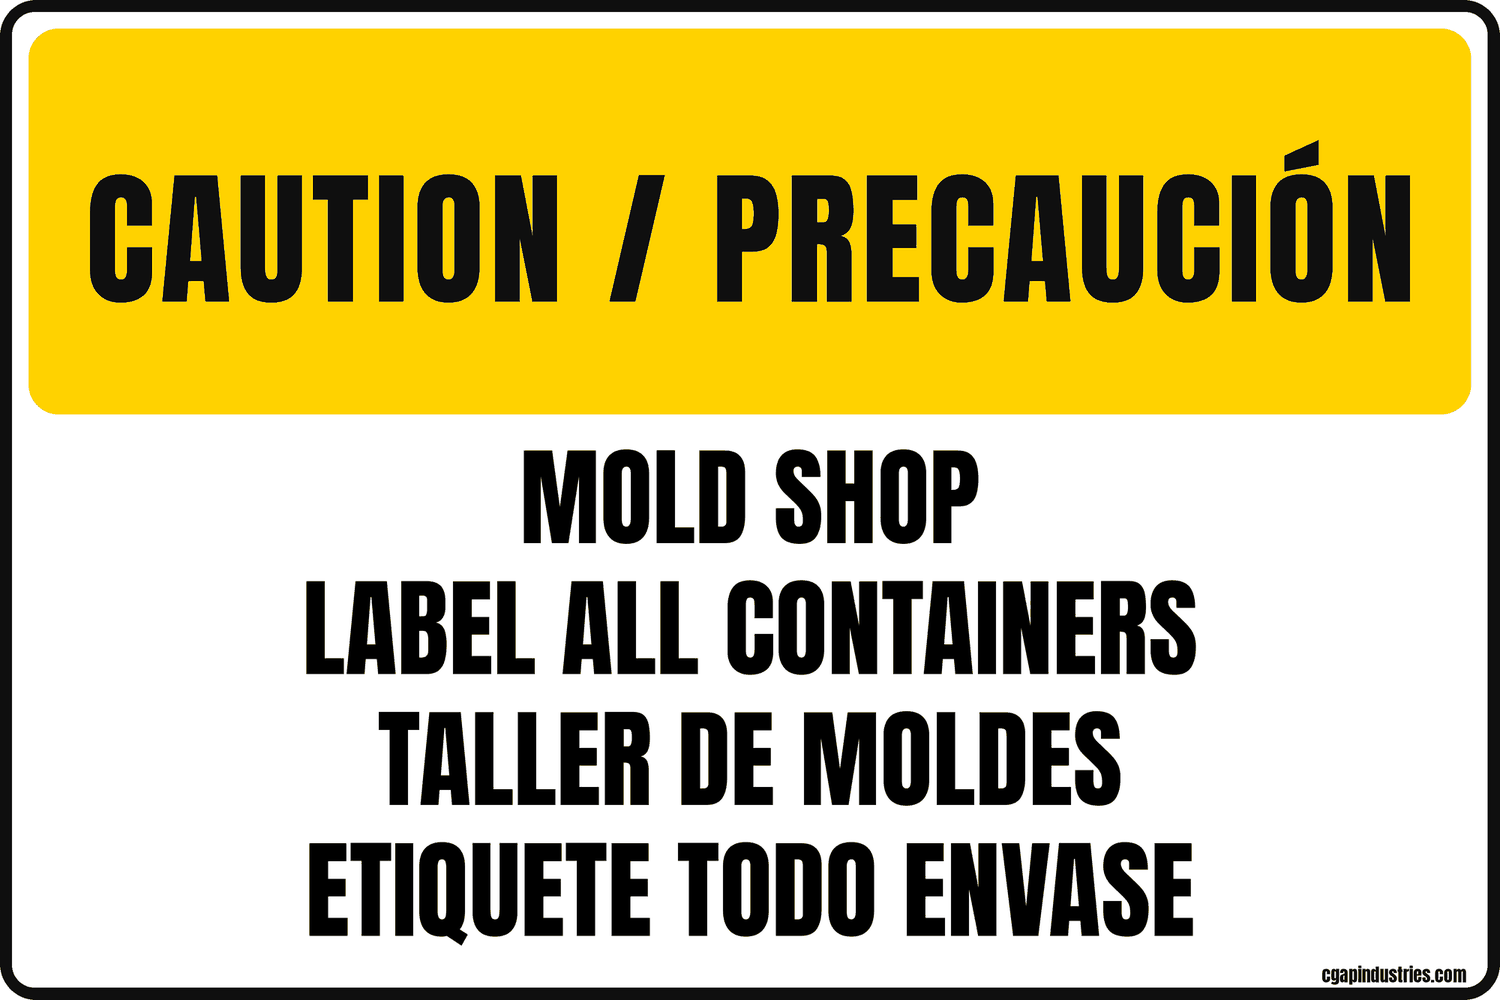 CAUTION / PRECAUCIÓN
MOLD SHOP
LABEL ALL CONTAINERS
TALLER DE MOLDES
ETIQUETE TODO ENVASE
cgapindustries.com